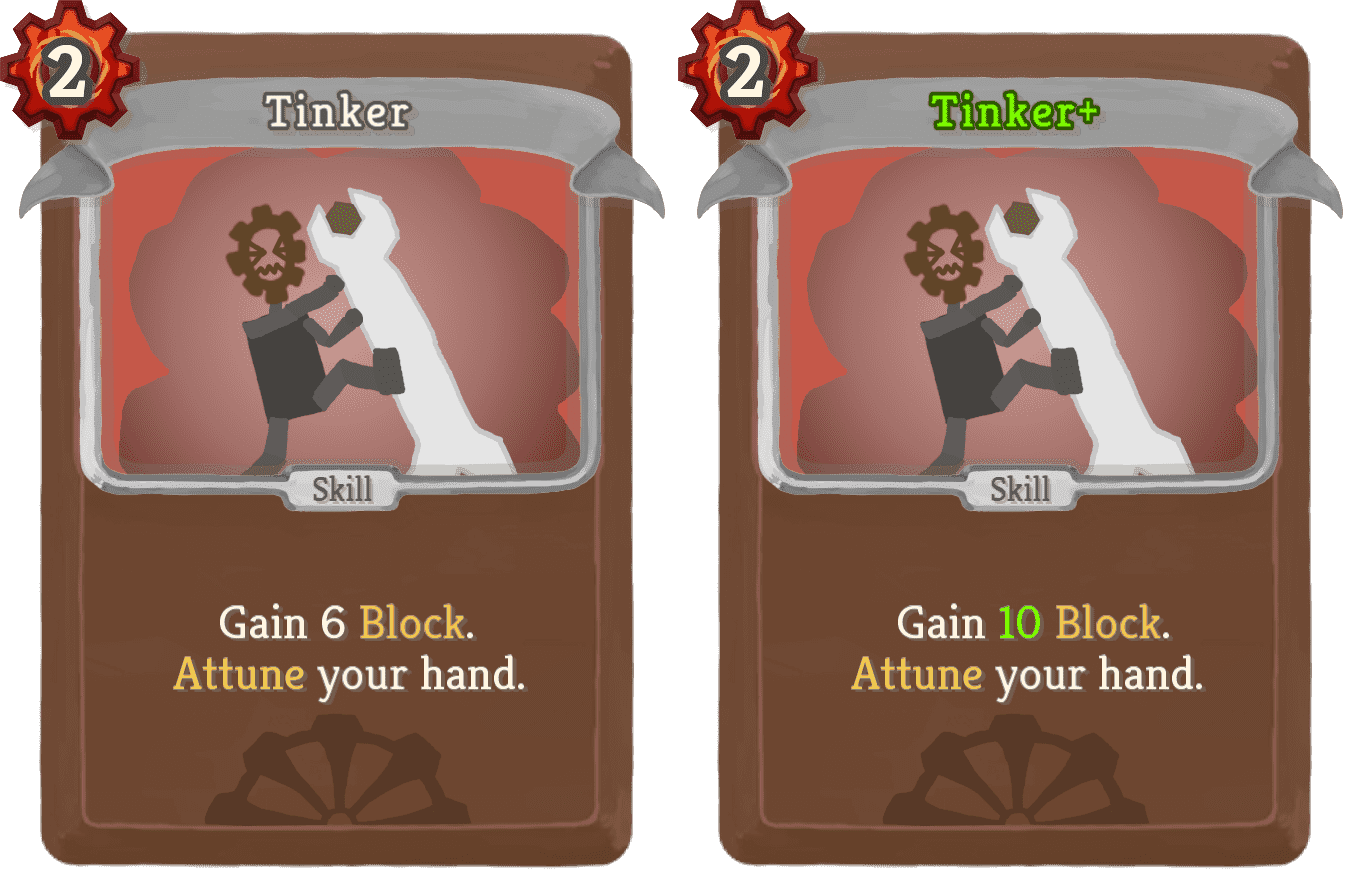 2
Tinker
Skill
Gain 6 Block.
Attune your hand.
2
Tinker+
Skill
Gain 10 Block.
Attune your hand.